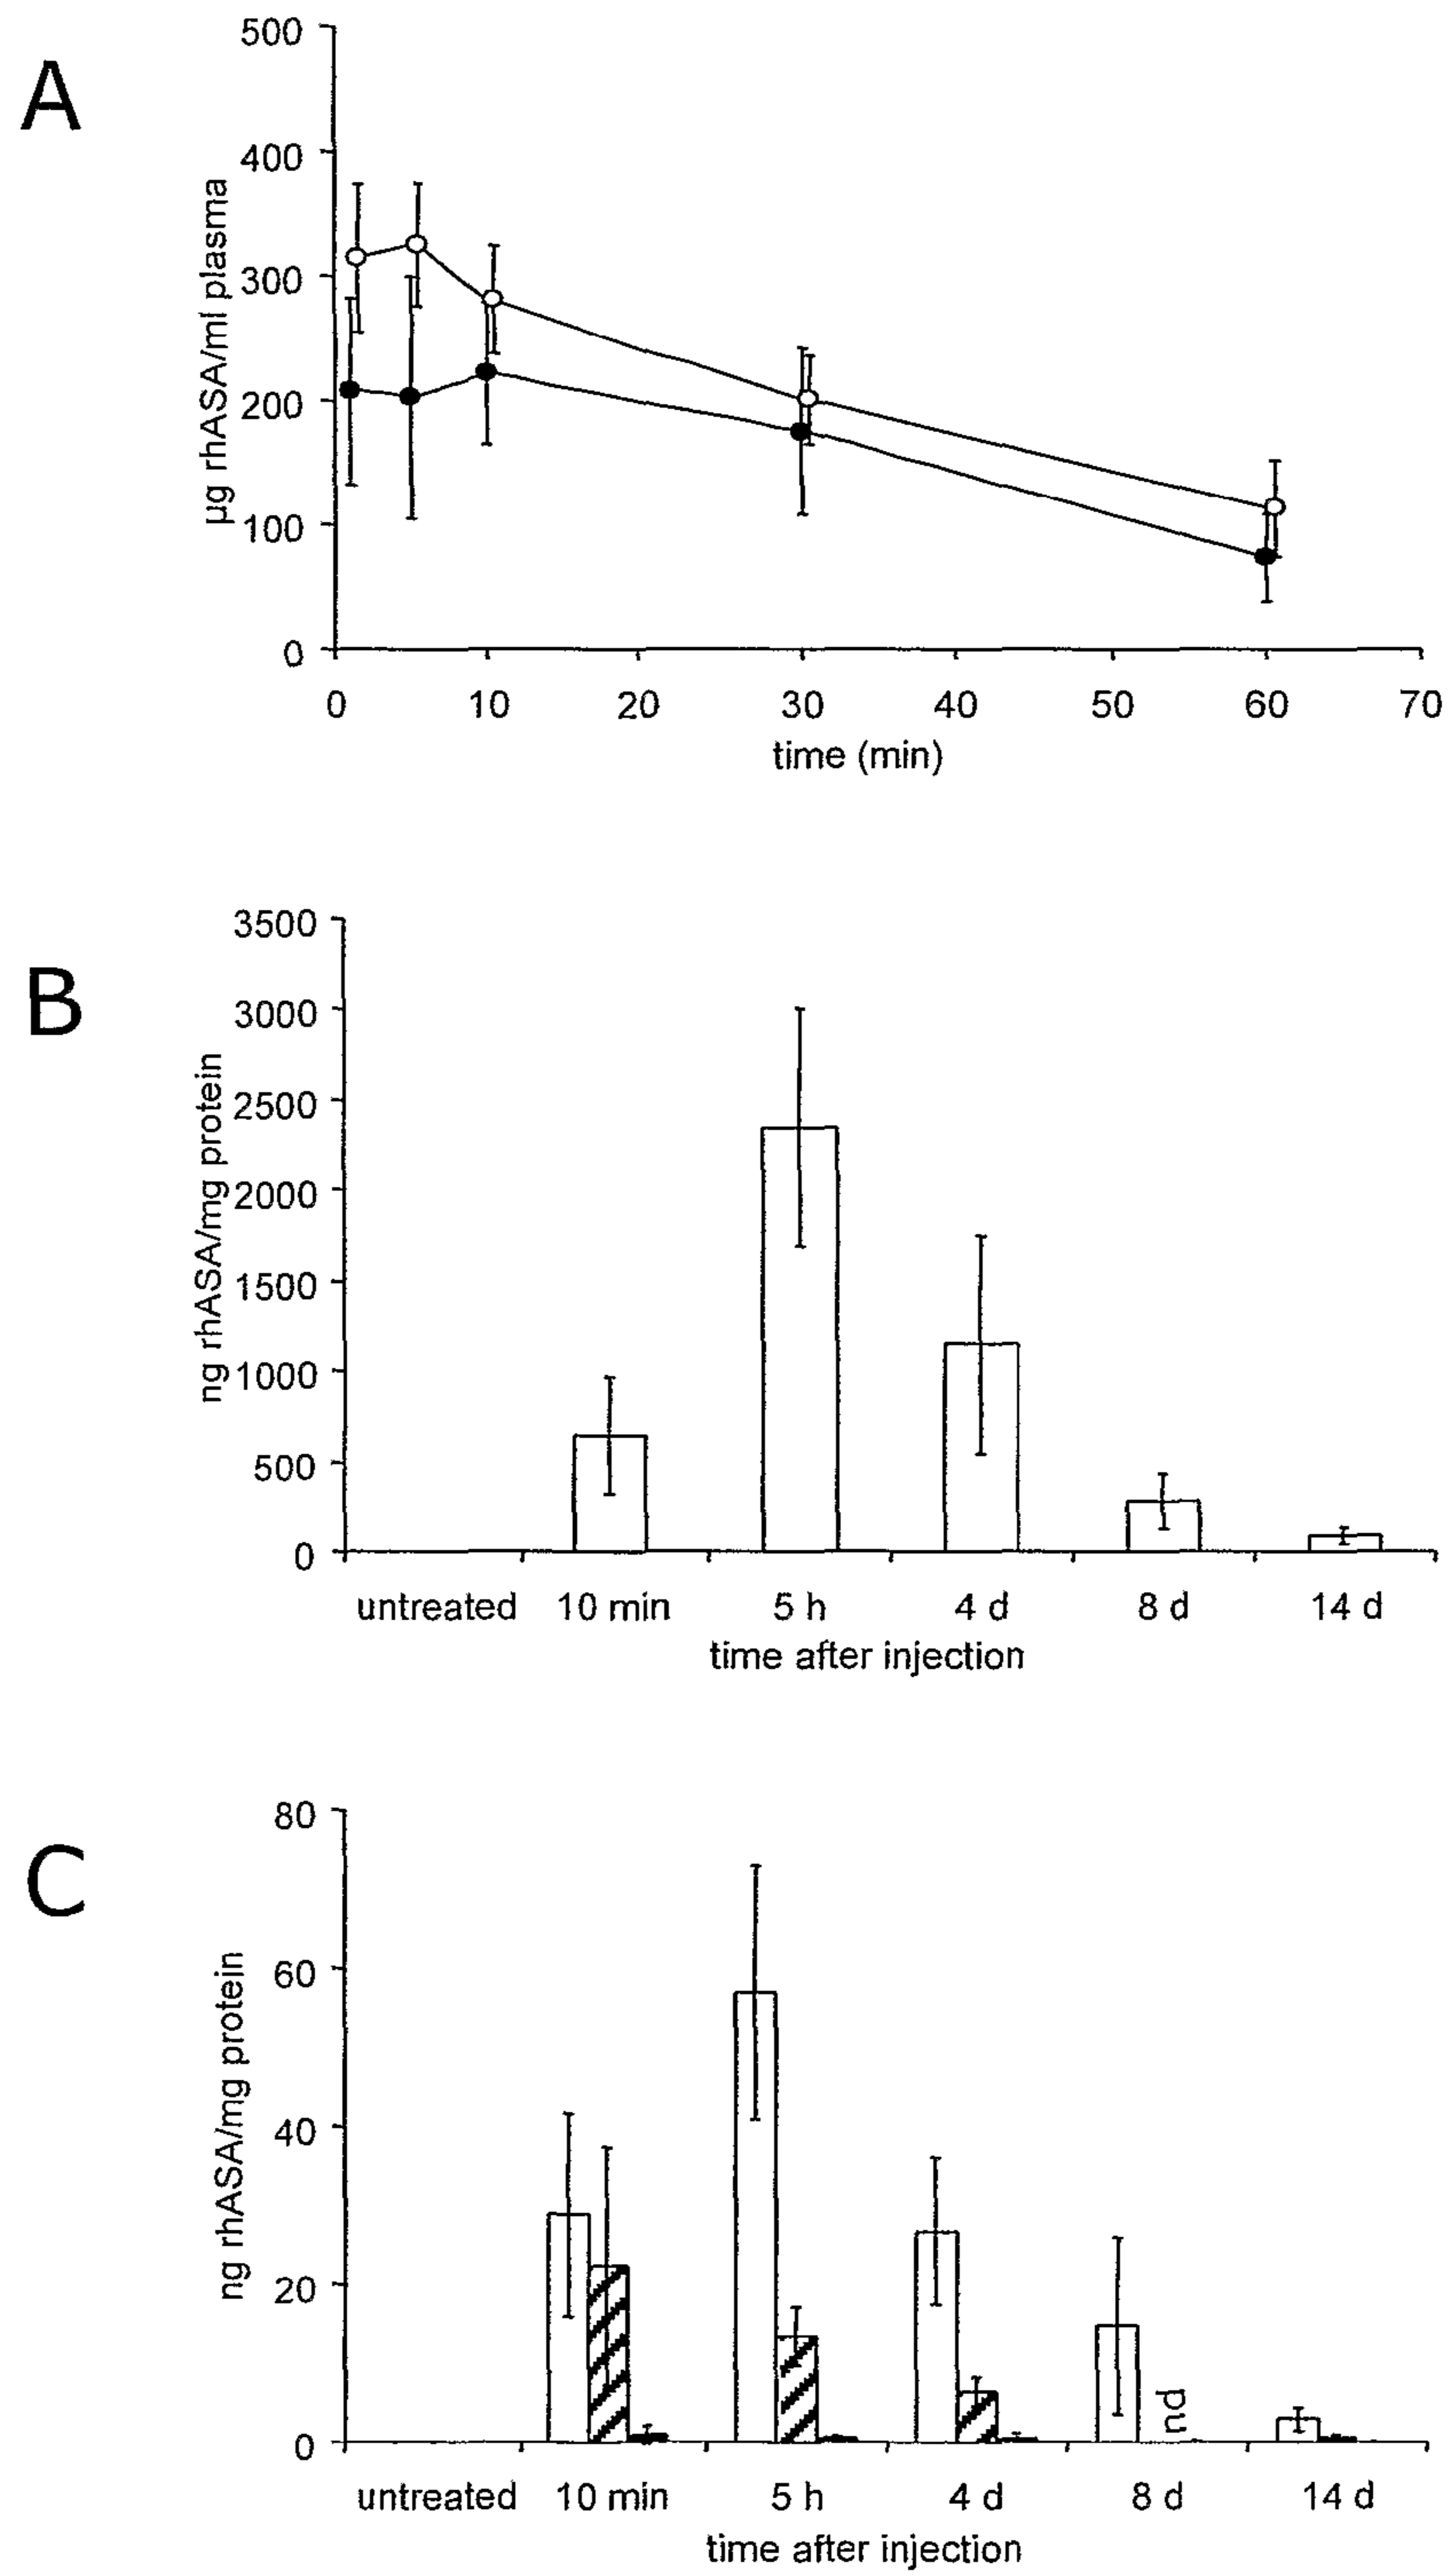 A
500
400
300
200
100
0
µg rhASA/ml plasma
0 10 20 30 40 50 60 70
time (min)
B
3500
3000
2500
2000
1500
1000
500
0
ng rhASA/mg protein
untreated 10 min 5 h 4 d 8 d 14 d
time after injection
C
80
60
40
20
0
ng rhASA/mg protein
nd
untreated 10 min 5 h 4 d 8 d 14 d
time after injection